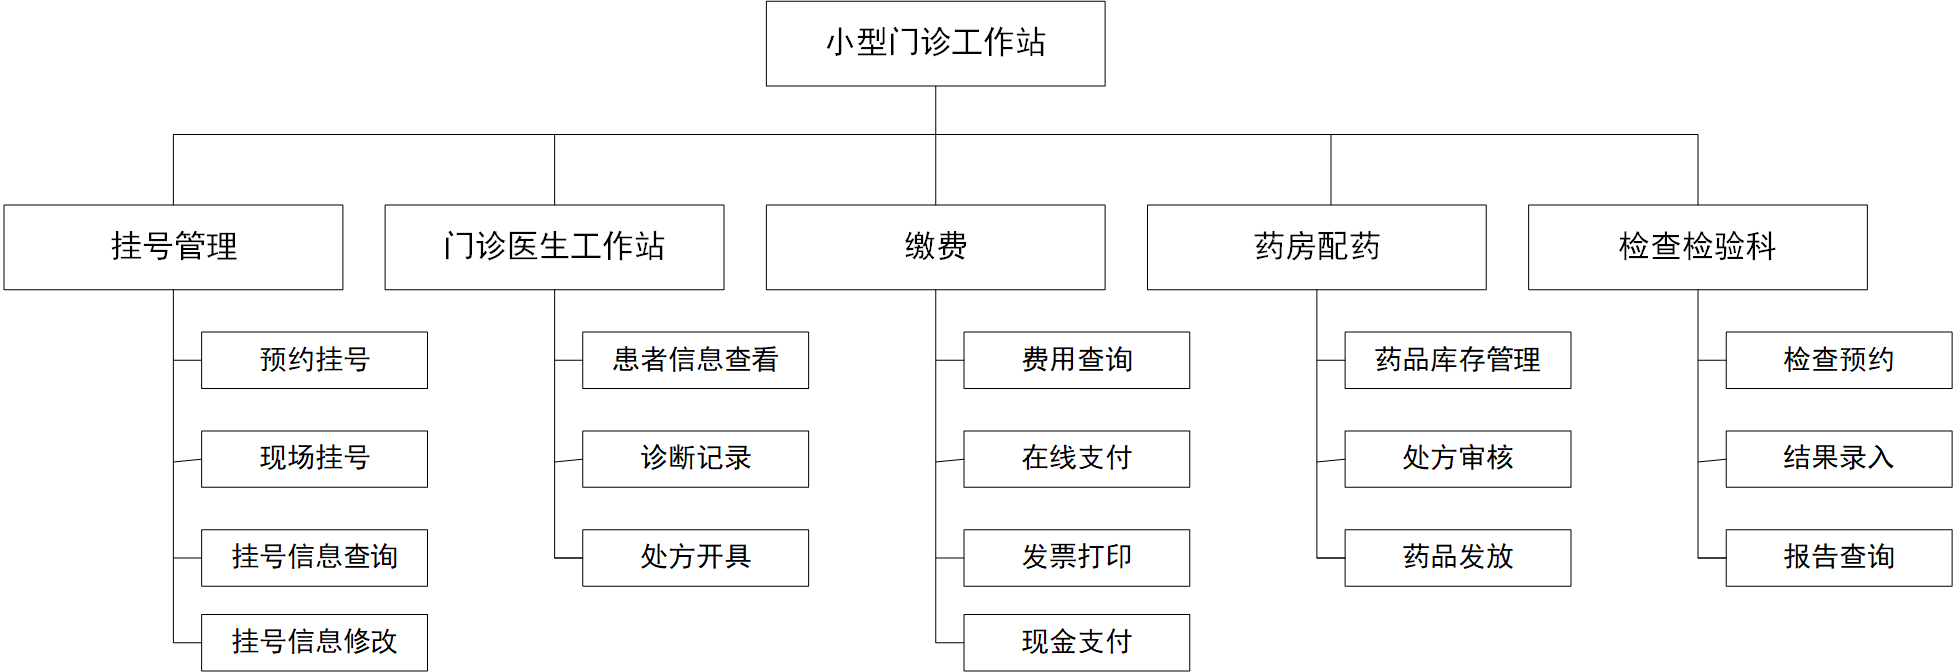 小型门诊工作站
挂号管理
门诊医生工作站
缴费
药房配药
检查检验科
预约挂号
患者信息查看
费用查询
药品库存管理
检查预约
现场挂号
诊断记录
在线支付
处方审核
结果录入
挂号信息查询
处方开具
发票打印
药品发放
报告查询
挂号信息修改
现金支付